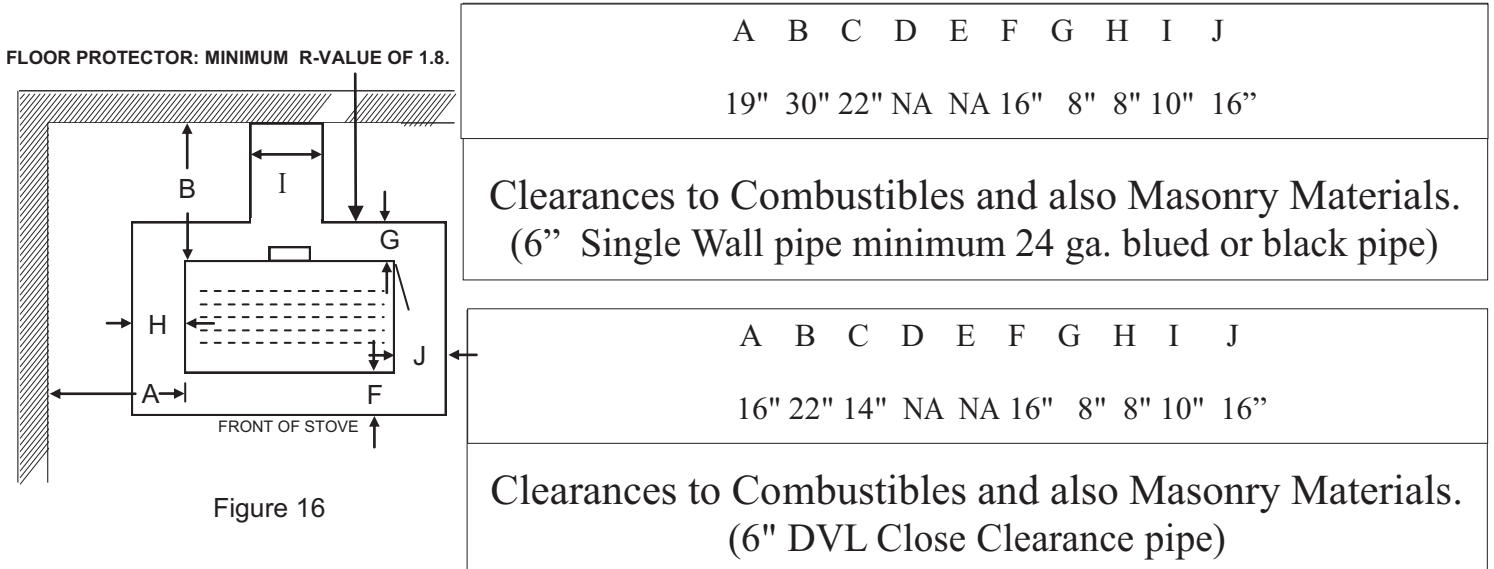 FLOOR PROTECTOR: MINIMUM R-VALUE OF 1.8.
B
I
G
H
J
A
F
FRONT OF STOVE
Figure 16
A B C D E F G H I J
19" 30" 22" NA NA 16" 8" 8" 10" 16”
Clearances to Combustibles and also Masonry Materials.
(6” Single Wall pipe minimum 24 ga. blued or black pipe)
A B C D E F G H I J
16" 22" 14" NA NA 16" 8" 8" 10" 16”
Clearances to Combustibles and also Masonry Materials.
(6" DVL Close Clearance pipe)